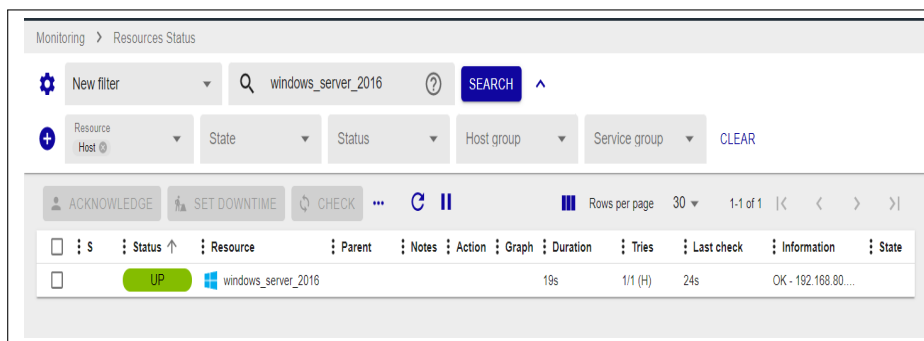 Monitoring > Resources Status
New filter windows_server_2016 ? SEARCH
Resource
Host State Status Host group Service group CLEAR
ACKNOWLEDGE SET DOWNTIME CHECK ... Rows per page 30 1-1 of 1
S Status Resource Parent Notes Action Graph Duration Tries Last check Information State
UP windows_server_2016 19s 1/1 (H) 24s OK - 192.168.80....